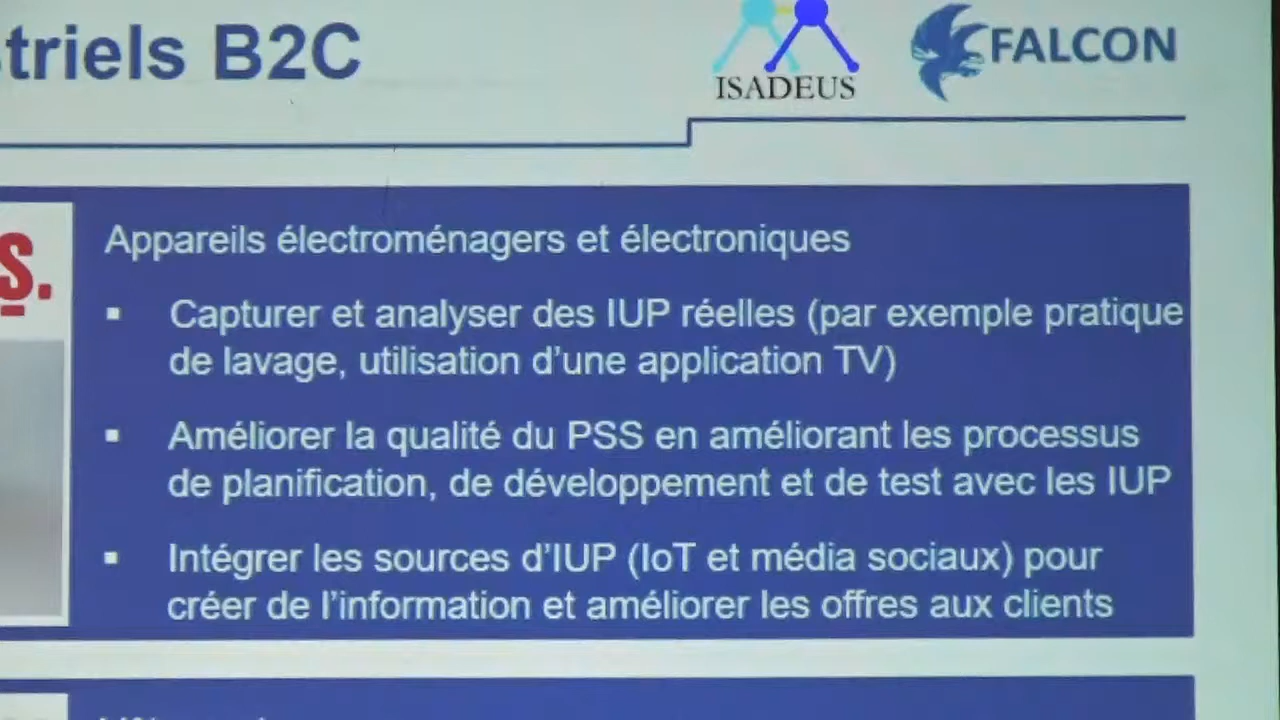 striels B2C
ISADEUS
FALCON
S.
Appareils électroménagers et électroniques
▪ Capturer et analyser des IUP réelles (par exemple pratique
de lavage, utilisation d'une application TV)
▪ Améliorer la qualité du PSS en améliorant les processus
de planification, de développement et de test avec les IUP
▪ Intégrer les sources d'IUP (IoT et média sociaux) pour
créer de l'information et améliorer les offres aux clients